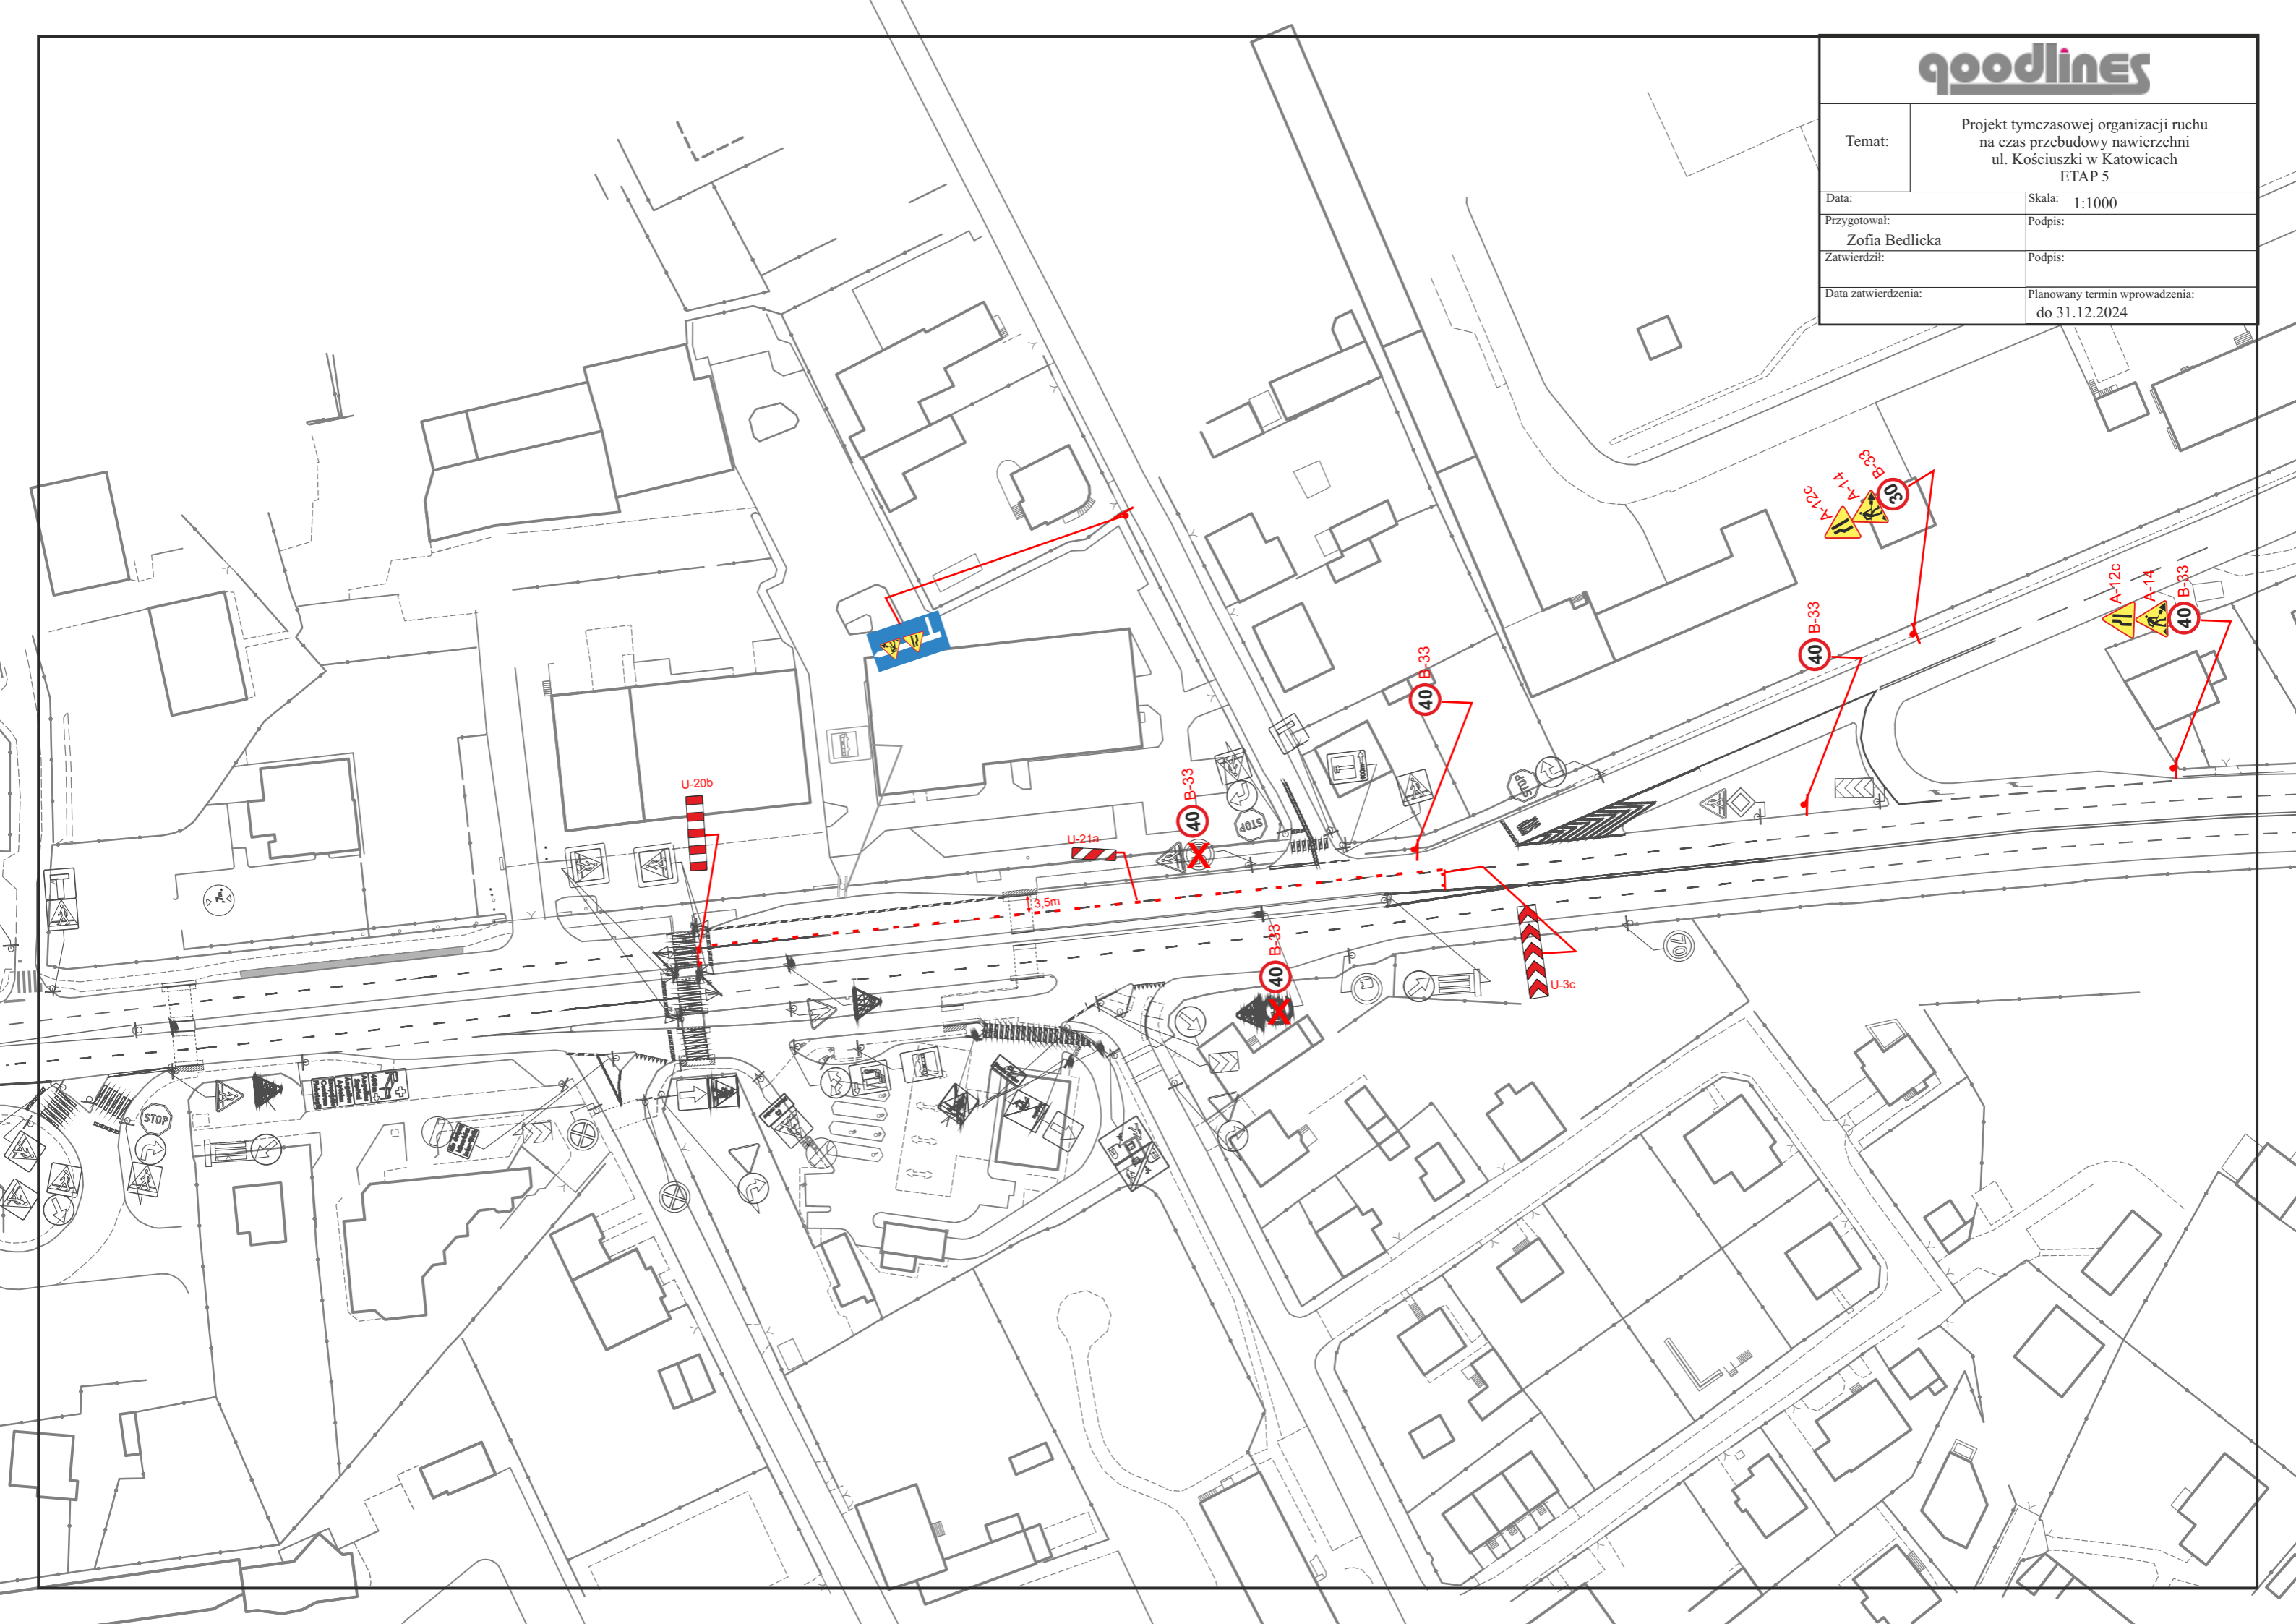 goodlines
Temat:
Projekt tymczasowej organizacji ruchu
na czas przebudowy nawierzchni
ul. Kościuszki w Katowicach
ETAP 5
Data:
Skala: 1:1000
Przygotował:
Zofia Bedlicka
Podpis:
Zatwierdził:
Podpis:
Data zatwierdzenia:
Planowany termin wprowadzenia:
do 31.12.2024
A-12c
A-14
B-33
30
A-12c
A-14
B-33
40
B-33
40
B-33
40
B-33
40
U-20b
U-21a
3,5m
B-33
40
U-3c
STOP
STOP
STOP
70
100m
T